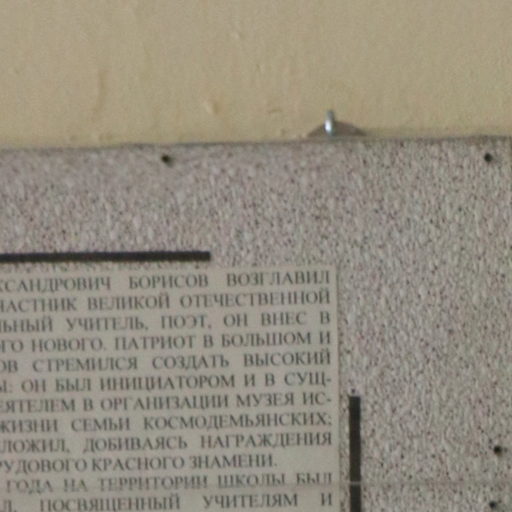 КСАНДРОВИЧ БОРИСОВ ВОЗГЛАВИЛ
ЧАСТНИК ВЕЛИКОЙ ОТЕЧЕСТВЕННОЙ
ЛЬНЫЙ УЧИТЕЛЬ, ПОЭТ, ОН ВНЕС В
ГО НОВОГО. ПАТРИОТ В БОЛЬШОМ И
ОВ СТРЕМИЛСЯ СОЗДАТЬ ВЫСОКИЙ
Ы: ОН БЫЛ ИНИЦИАТОРОМ И В СУЩ-
ЕЯТЕЛЕМ В ОРГАНИЗАЦИИ МУЗЕЯ ИС-
ЖИЗНИ СЕМЬИ КОСМОДЕМЬЯНСКИХ;
ЛОЖИЛ, ДОБИВАЯСЬ НАГРАЖДЕНИЯ
РУДОВОГО КРАСНОГО ЗНАМЕНИ.
ГОДА НА ТЕРРИТОРИИ ШКОЛЫ БЫЛ
Л, ПОСВЯЩЕННЫЙ УЧИТЕЛЯМ И